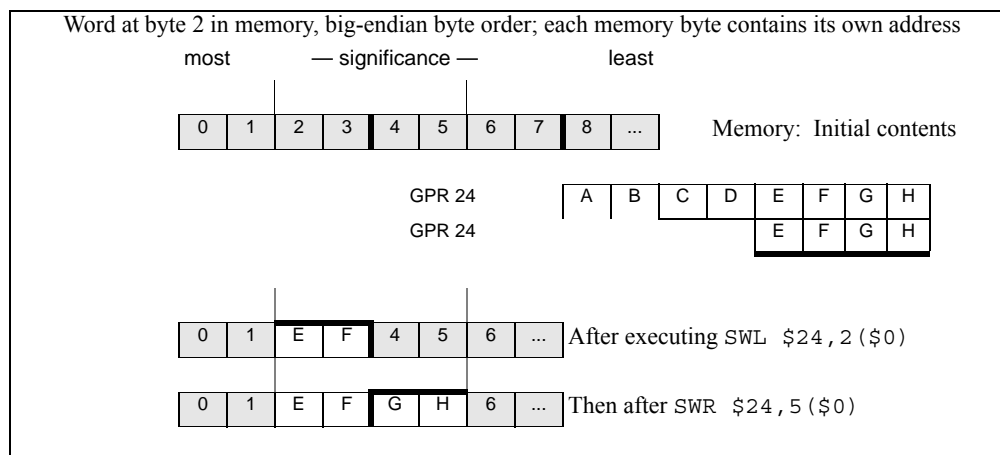 Word at byte 2 in memory, big-endian byte order; each memory byte contains its own address
most — significance — least
0 1 2 3 4 5 6 7 8 ... Memory: Initial contents
GPR 24 A B C D E F G H
GPR 24 E F G H
0 1 E F 4 5 6 ... After executing SWL $24,2($0)
0 1 E F G H 6 ... Then after SWR $24,5($0)